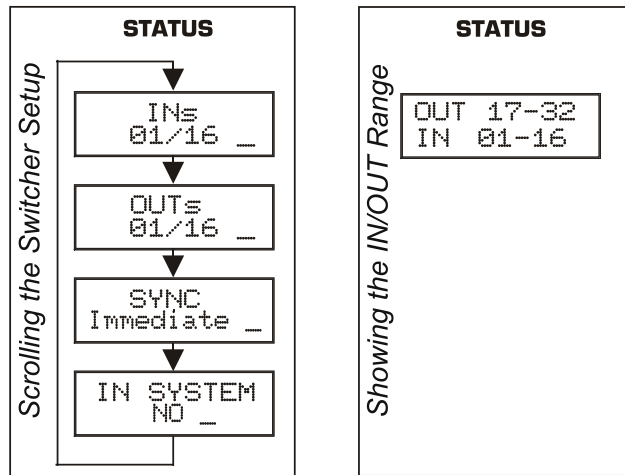 STATUS
Scrolling the Switcher Setup
INs
01/16 _
OUTs
01/16 _
SYNC
Immediate _
IN SYSTEM
NO _
STATUS
Showing the IN/OUT Range
OUT 17-32
IN 01-16